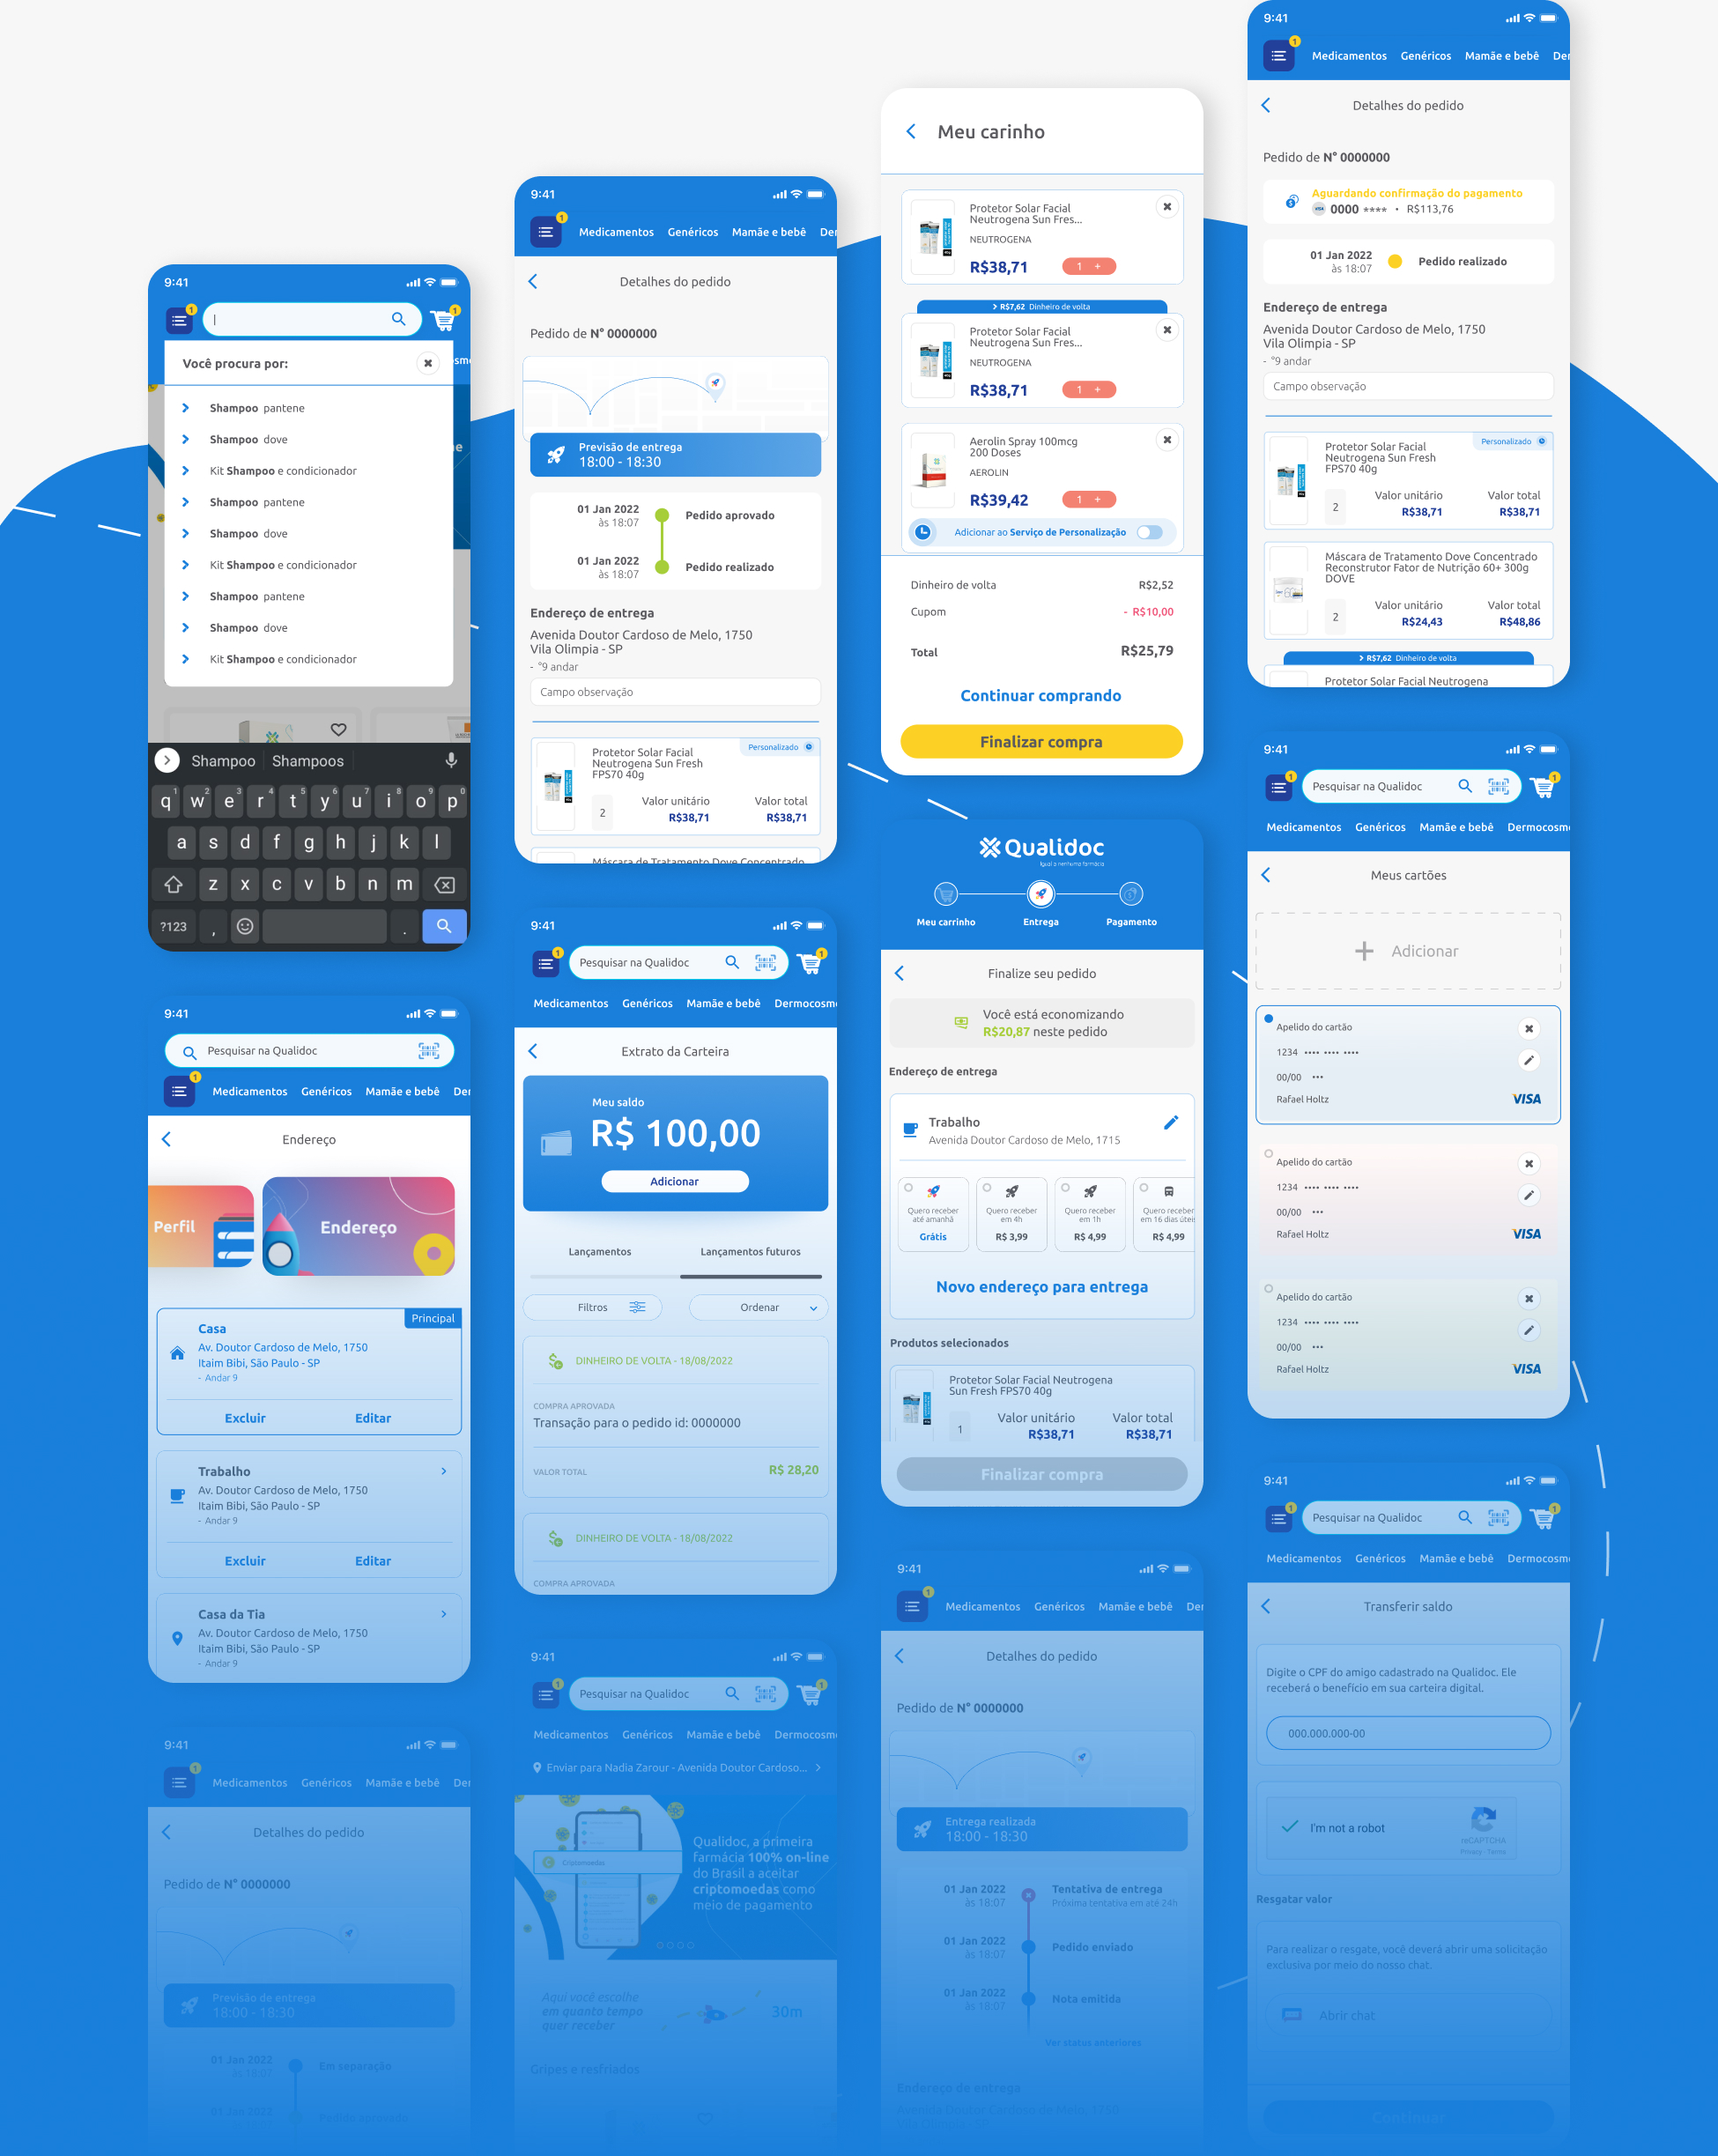 9:41
Você procura por:
Shampoo pantene
Shampoo dove
Kit Shampoo e condicionador
Shampoo pantene
Shampoo dove
Kit Shampoo e condicionador
Shampoo pantene
Shampoo dove
Kit Shampoo e condicionador
Shampoo Shampoos
q w e r t y u i o p
a s d f g h j k l
z x c v b n m
?123 , .
9:41
Pesquisar na Qualidoc
1 Medicamentos Genéricos Mamãe e bebê Der
Endereço
Perfil
Endereço
Principal
Casa
Av. Doutor Cardoso de Melo, 1750
Itaim Bibi, São Paulo - SP
- Andar 9
Excluir Editar
Trabalho
Av. Doutor Cardoso de Melo, 1750
Itaim Bibi, São Paulo - SP
- Andar 9
Excluir Editar
Casa da Tia
Av. Doutor Cardoso de Melo, 1750
Itaim Bibi, São Paulo - SP
- Andar 9
9:41
1 Medicamentos Genéricos Mamãe e bebê Der
Detalhes do pedido
Pedido de N° 0000000
Previsão de entrega
18:00 - 18:30
01 Jan 2022
às 18:07
Em separação
01 Jan 2022
9:41
1 Medicamentos Genéricos Mamãe e bebê Der
Detalhes do pedido
Pedido de N° 0000000
Previsão de entrega
18:00 - 18:30
01 Jan 2022
às 18:07
Pedido aprovado
01 Jan 2022
às 18:07
Pedido realizado
Endereço de entrega
Avenida Doutor Cardoso de Melo, 1750
Vila Olimpia - SP
- °9 andar
Campo observação
Personalizado
Protetor Solar Facial
Neutrogena Sun Fresh
FPS70 40g
2
Valor unitário Valor total
R$38,71 R$38,71
Máscara de Tratamento Dove Concentrado
9:41
1 Pesquisar na Qualidoc 1
Medicamentos Genéricos Mamãe e bebê Dermocosm
Extrato da Carteira
Meu saldo
R$ 100,00
Adicionar
Lançamentos Lançamentos futuros
Filtros Ordenar
DINHEIRO DE VOLTA - 18/08/2022
COMPRA APROVADA
Transação para o pedido id: 0000000
VALOR TOTAL R$ 28,20
DINHEIRO DE VOLTA - 18/08/2022
COMPRA APROVADA
9:41
1 Pesquisar na Qualidoc 1
Medicamentos Genéricos Mamãe e bebê Dermocosm
Enviar para Nadia Zarour - Avenida Doutor Cardoso...
Criptomoedas
Qualidoc, a primeira
farmácia 100% on-line
do Brasil a aceitar
criptomoedas como
meio de pagamento
Aqui você escolhe
em quanto tempo
quer receber
30m
Gripes e resfriados
Meu carinho
Protetor Solar Facial
Neutrogena Sun Fres...
NEUTROGENA
R$38,71 1 +
R$7,62 Dinheiro de volta
Protetor Solar Facial
Neutrogena Sun Fres...
NEUTROGENA
R$38,71 1 +
Aerolin Spray 100mcg
200 Doses
AEROLIN
R$39,42 1 +
Adicionar ao Serviço de Personalização
Dinheiro de volta R$2,52
Cupom - R$10,00
Total R$25,79
Continuar comprando
Finalizar compra
Qualidoc
Igual a nenhuma farmácia
Meu carrinho Entrega Pagamento
Finalize seu pedido
Você está economizando
R$20,87 neste pedido
Endereço de entrega
Trabalho
Avenida Doutor Cardoso de Melo, 1715
Quero receber
até amanhã
Grátis
Quero receber
em 4h
R$ 3,99
Quero receber
em 1h
R$ 4,99
Quero receber
em 16 dias útei
R$ 4,99
Novo endereço para entrega
Produtos selecionados
Protetor Solar Facial Neutrogena
Sun Fresh FPS70 40g
1
Valor unitário Valor total
R$38,71 R$38,71
Finalizar compra
9:41
1 Medicamentos Genéricos Mamãe e bebê Der
Detalhes do pedido
Pedido de N° 0000000
Entrega realizada
18:00 - 18:30
01 Jan 2022
às 18:07
Tentativa de entrega
Próxima tentativa em até 24h
01 Jan 2022
às 18:07
Pedido enviado
01 Jan 2022
às 18:07
Nota emitida
Ver status anteriores
Endereço de entrega
Avenida Doutor Cardoso de Melo, 1750
Vila Olimpia - SP
9:41
1 Medicamentos Genéricos Mamãe e bebê Der
Detalhes do pedido
Pedido de N° 0000000
Aguardando confirmação do pagamento
VISA 0000 **** • R$113,76
01 Jan 2022
às 18:07
Pedido realizado
Endereço de entrega
Avenida Doutor Cardoso de Melo, 1750
Vila Olimpia - SP
- °9 andar
Campo observação
Personalizado
Protetor Solar Facial
Neutrogena Sun Fresh
FPS70 40g
2
Valor unitário Valor total
R$38,71 R$38,71
Máscara de Tratamento Dove Concentrado
Reconstrutor Fator de Nutrição 60+ 300g
DOVE
2
Valor unitário Valor total
R$24,43 R$48,86
R$7,62 Dinheiro de volta
Protetor Solar Facial Neutrogena
9:41
1 Pesquisar na Qualidoc 1
Medicamentos Genéricos Mamãe e bebê Dermocosm
Meus cartões
+ Adicionar
Apelido do cartão
1234 •••• •••• ••••
00/00 •••
Rafael Holtz VISA
Apelido do cartão
1234 •••• •••• ••••
00/00 •••
Rafael Holtz VISA
Apelido do cartão
1234 •••• •••• ••••
00/00 •••
Rafael Holtz VISA
9:41
1 Pesquisar na Qualidoc 1
Medicamentos Genéricos Mamãe e bebê Dermocosm
Transferir saldo
Digite o CPF do amigo cadastrado na Qualidoc. Ele
receberá o benefício em sua carteira digital.
000.000.000-00
I'm not a robot
reCAPTCHA
Privacy - Terms
Resgatar valor
Para realizar o resgate, você deverá abrir uma solicitação
exclusiva por meio do nosso chat.
Abrir chat
Continuar